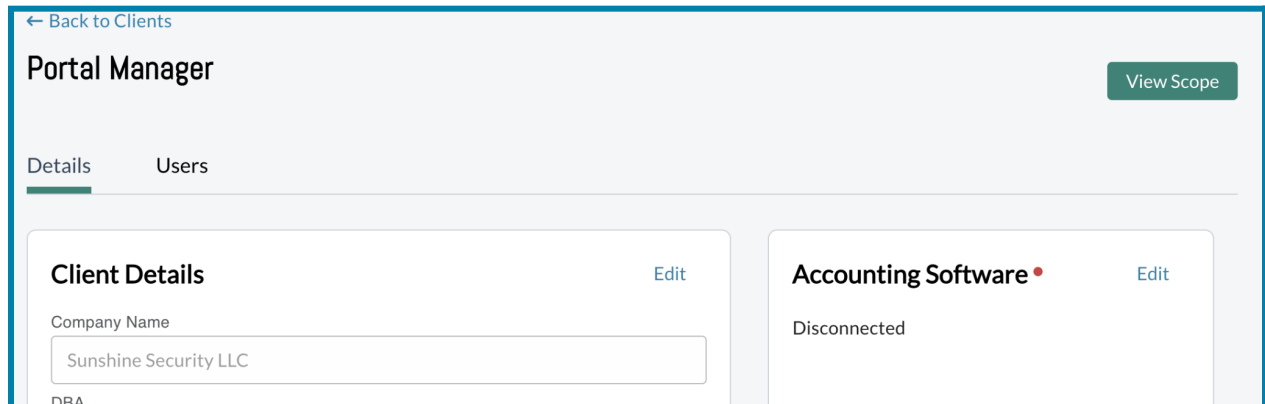 ← Back to Clients
Portal Manager
View Scope
Details Users
Client Details Edit
Company Name
Sunshine Security LLC
DBA
Accounting Software• Edit
Disconnected